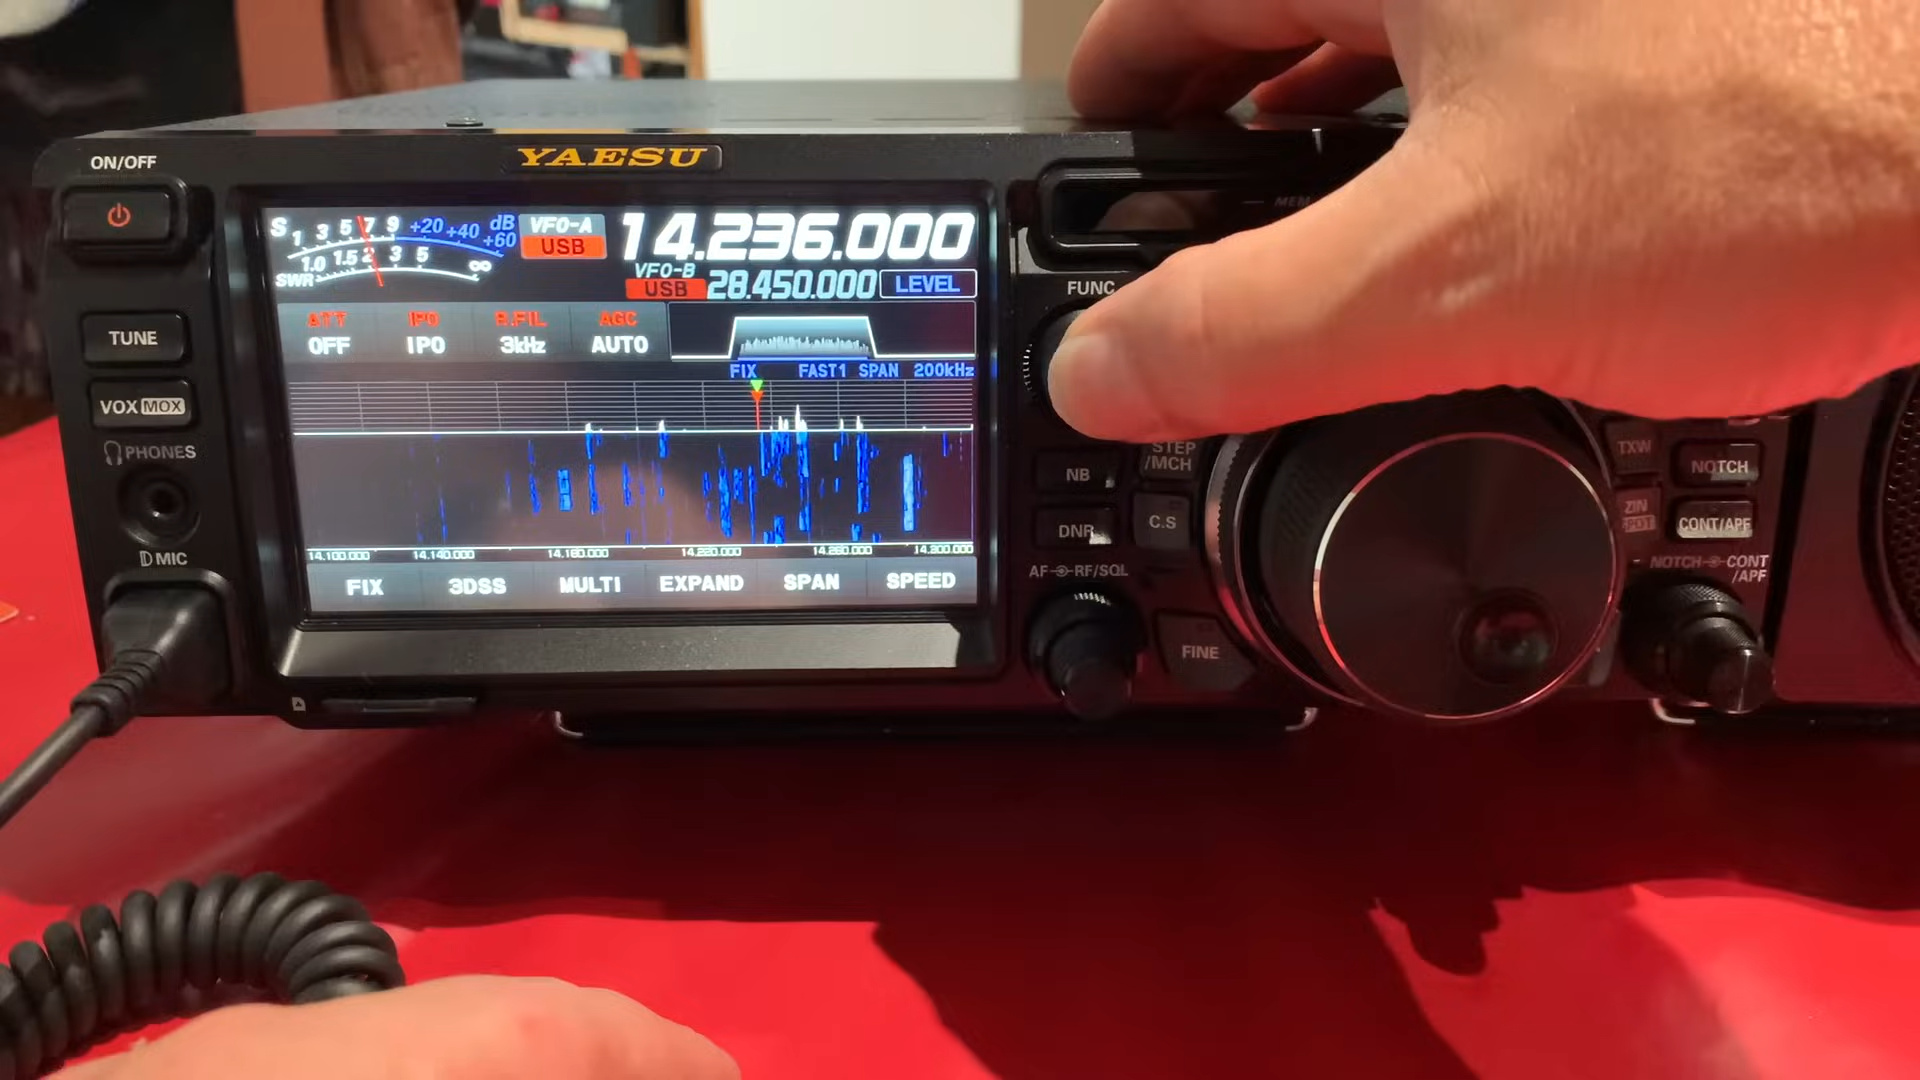 YAESU
ON/OFF
TUNE
VOX MOX
PHONES
MIC
S 1 3 5 7 9 +20 +40 +60 dB
SWR 1.0 1.5 2 3 5 ∞
VFO-A
USB
14.236.000
VFO-B
USB
28.450.000
LEVEL
ATT
OFF
IPO
IPO
R.FIL
3kHz
AGC
AUTO
FIX FAST1 SPAN 200kHz
14.100.000 14.140.000 14.180.000 14.220.000 14.260.000 14.300.000
FIX 3DSS MULTI EXPAND SPAN SPEED
FUNC
NB
STEP
/MCH
DNR
C.S
AF RF/SQL
FINE
TXW
NOTCH
ZIN
SPOT
CONT/APF
NOTCH CONT
/APF